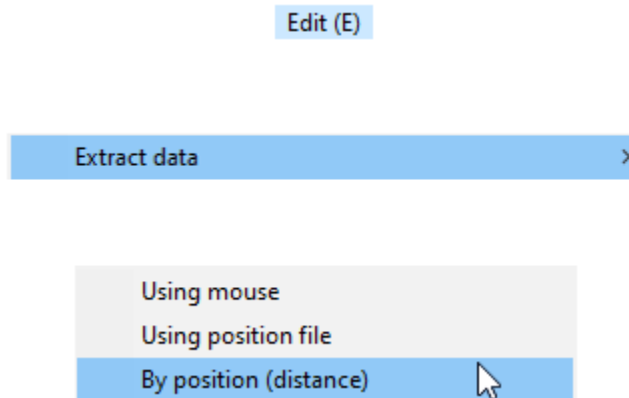 Edit (E)
Extract data
Using mouse
Using position file
By position (distance)